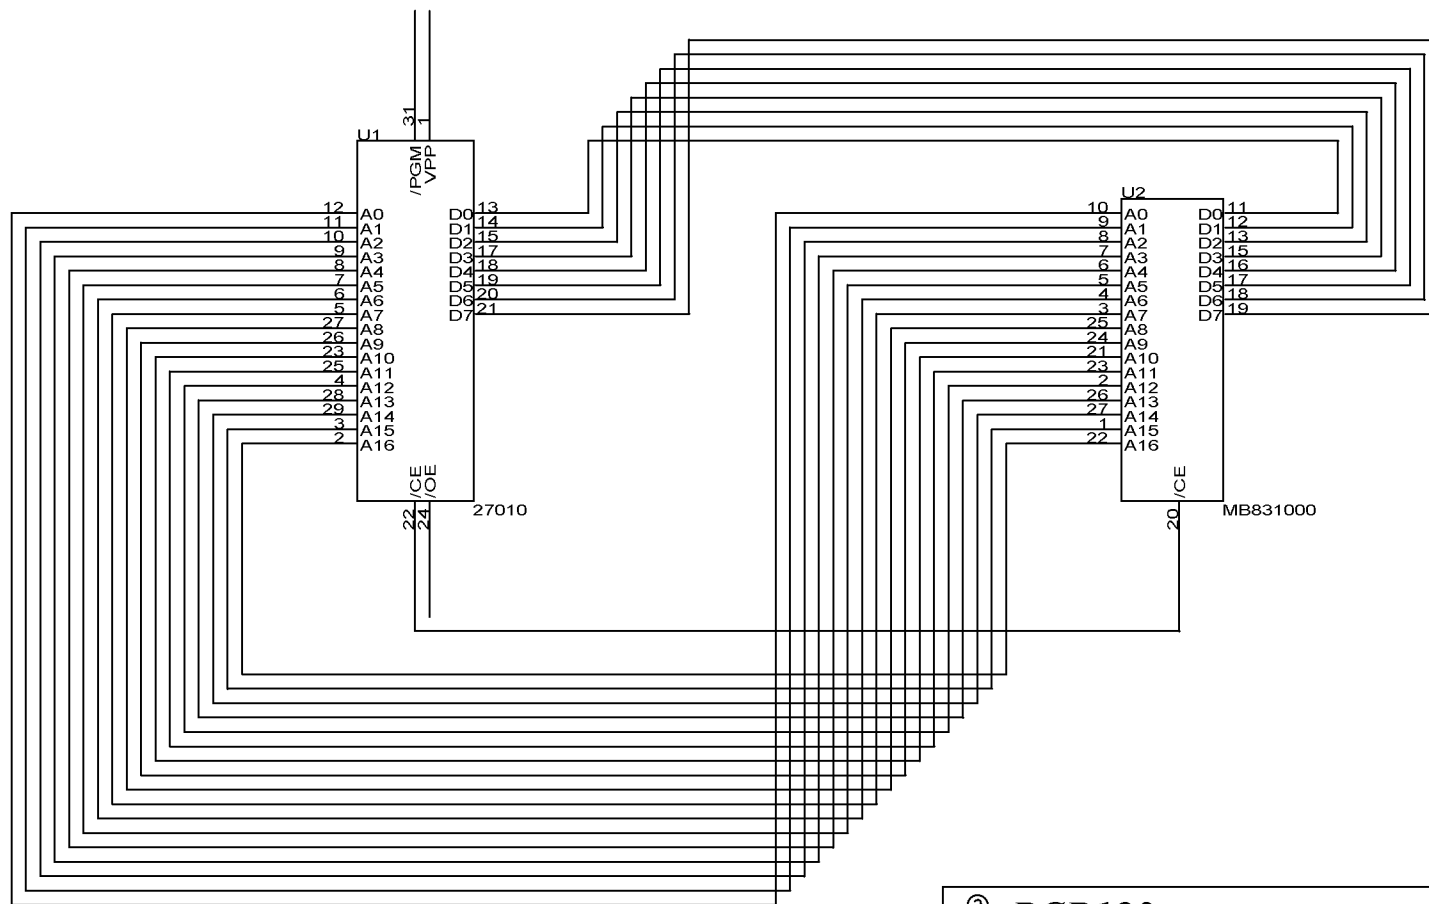 31
1
U1
/PGM
VPP
12 A0
11 A1
10 A2
9 A3
8 A4
7 A5
6 A6
5 A7
27 A8
26 A9
23 A10
25 A11
4 A12
28 A13
29 A14
3 A15
2 A16
D0 13
D1 14
D2 15
D3 17
D4 18
D5 19
D6 20
D7 21
/CE
/OE
22
24
27010
U2
10 A0
9 A1
8 A2
7 A3
6 A4
5 A5
4 A6
3 A7
25 A8
24 A9
21 A10
23 A11
2 A12
26 A13
27 A14
1 A15
22 A16
D0 11
D1 12
D2 13
D3 15
D4 16
D5 17
D6 18
D7 19
/CE
20
MB831000